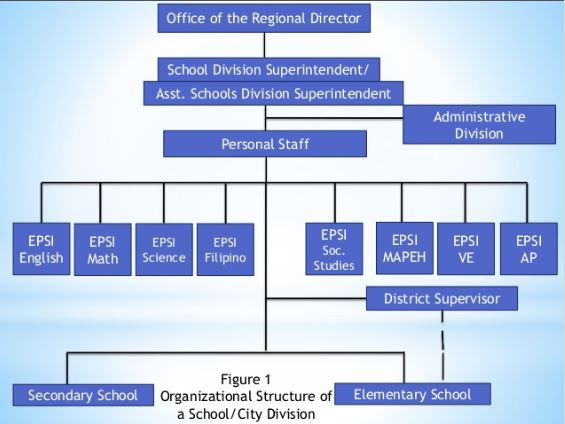 Office of the Regional Director
School Division Superintendent/
Asst. Schools Division Superintendent
Administrative
Division
Personal Staff
EPSI
English
EPSI
Math
EPSI
Science
EPSI
Filipino
EPSI
Soc.
Studies
EPSI
MAPEH
EPSI
VE
EPSI
AP
District Supervisor
Secondary School
Figure 1
Organizational Structure of
a School/City Division
Elementary School